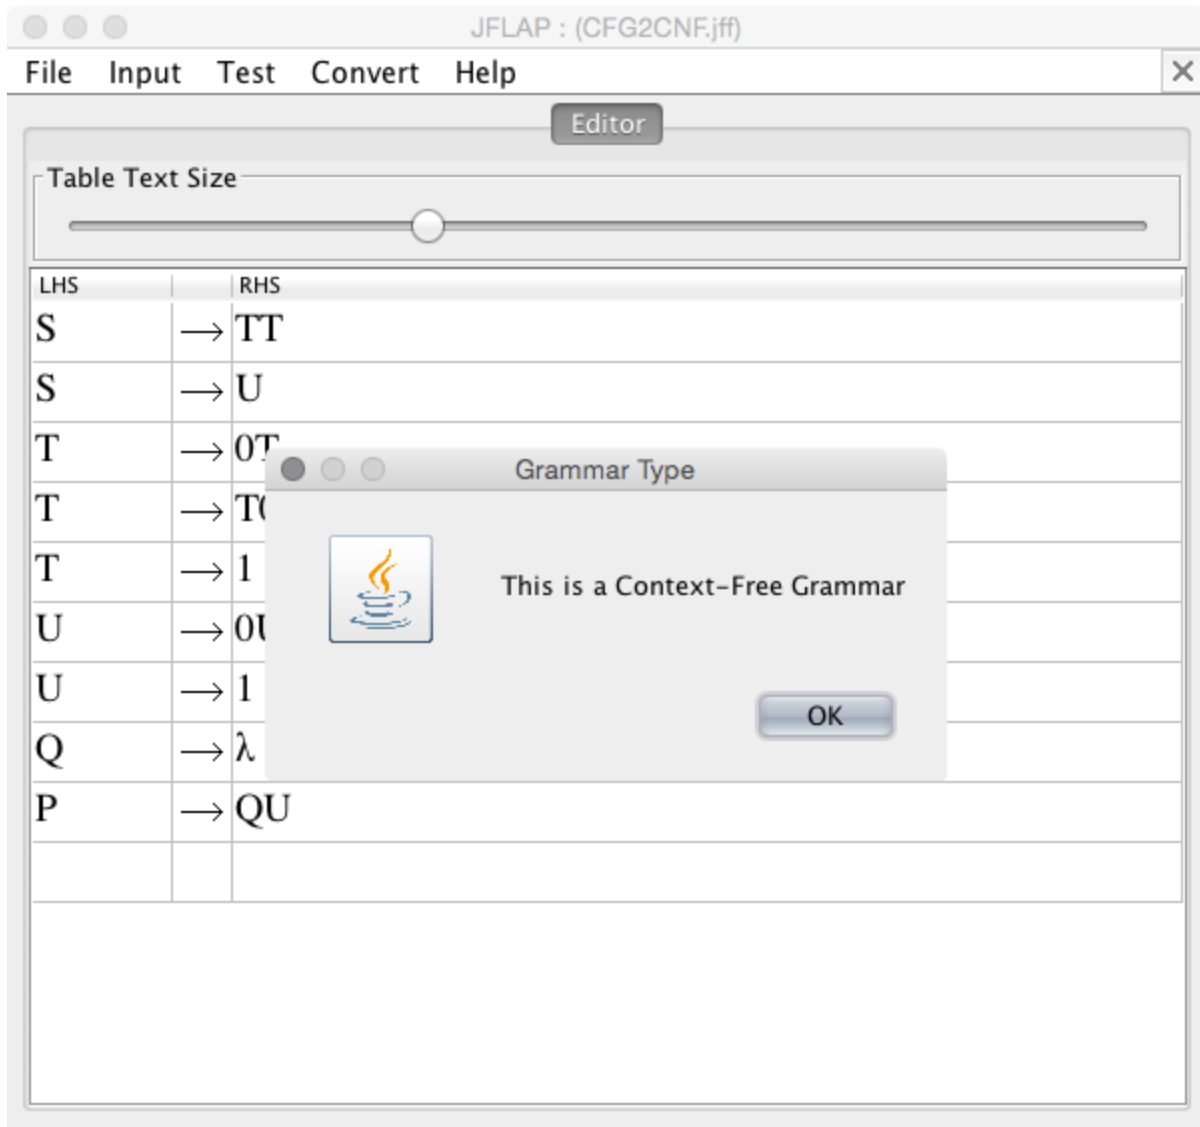 JFLAP : (CFG2CNF.jff)
File Input Test Convert Help
Editor
Table Text Size
LHS RHS
S → TT
S → U
T → 0T
T →
T → 1
U →
U → 1
Q → λ
P → QU
Grammar Type
This is a Context-Free Grammar
OK